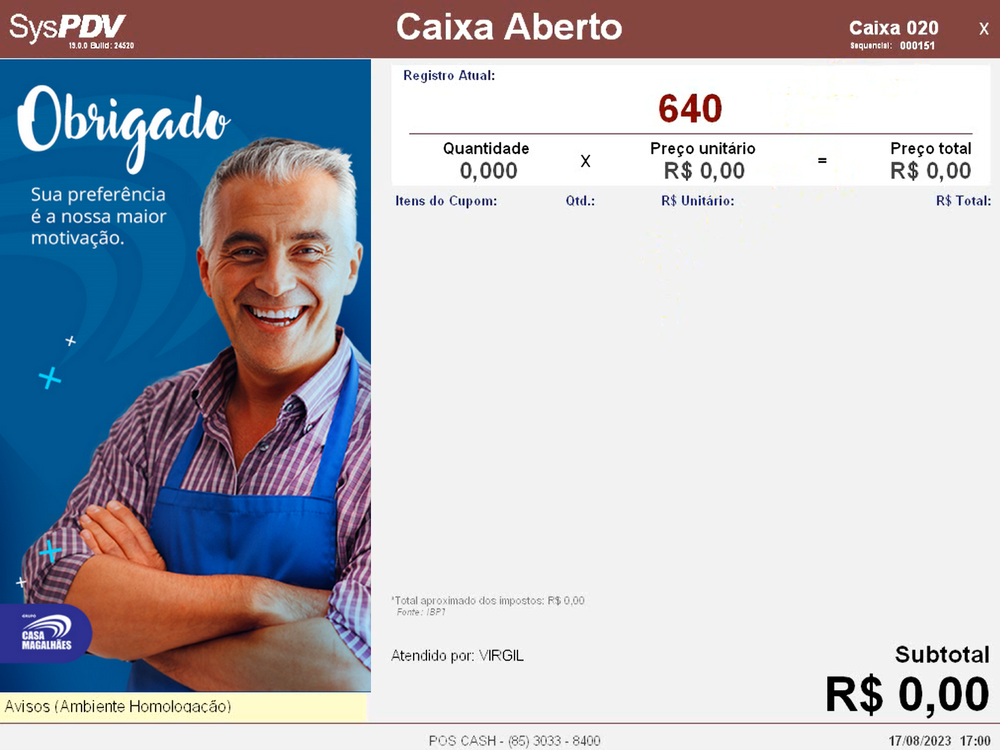 SysPDV
19.0.0 Build: 24520
Caixa Aberto
Caixa 020
X
Sequencial: 000151
Obrigado
Sua preferência
é a nossa maior
motivação.
GRUPO
CASA
MAGALHÃES
Avisos (Ambiente Homologação)
Registro Atual:
640
Quantidade
0,000
X
Preço unitário
R$ 0,00
=
Preço total
R$ 0,00
Itens do Cupom: Qtd.: R$ Unitário: R$ Total:
*Total aproximado dos impostos: R$ 0,00
Fonte: IBPT
Atendido por: VIRGIL
Subtotal
R$ 0,00
POS CASH - (85) 3033 - 8400
17/08/2023 17:00